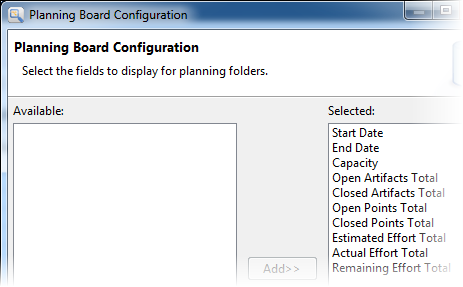 Planning Board Configuration
Planning Board Configuration
Select the fields to display for planning folders.
Available:
Selected:
Start Date
End Date
Capacity
Open Artifacts Total
Closed Artifacts Total
Open Points Total
Closed Points Total
Estimated Effort Total
Actual Effort Total
Remaining Effort Total
Add>>